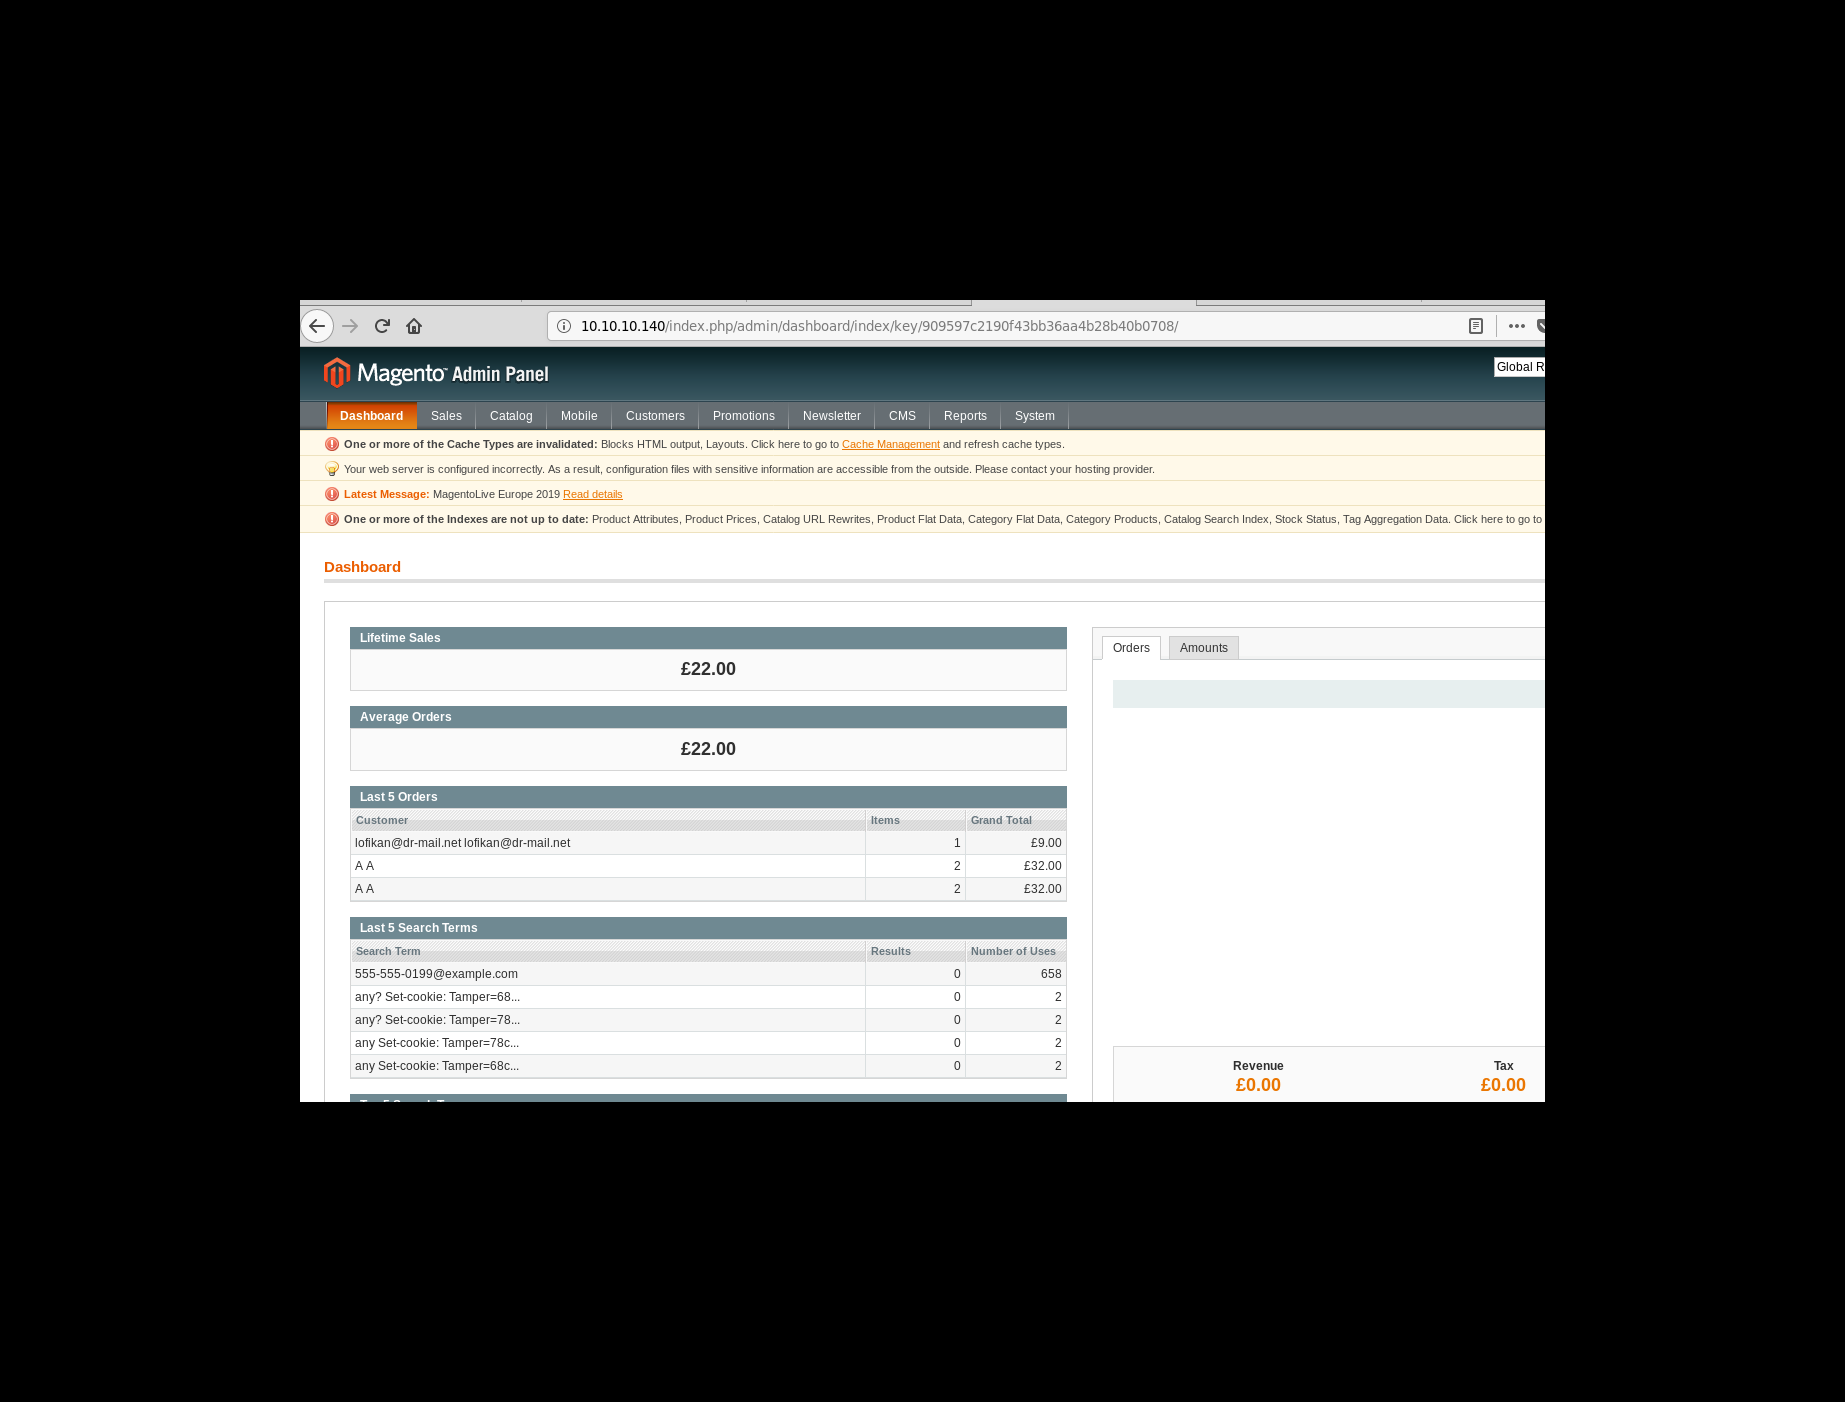 10.10.10.140/index.php/admin/dashboard/index/key/909597c2190f43bb36aa4b28b40b0708/
Magento™ Admin Panel
Global R
Dashboard Sales Catalog Mobile Customers Promotions Newsletter CMS Reports System
One or more of the Cache Types are invalidated: Blocks HTML output, Layouts. Click here to go to Cache Management and refresh cache types.
Your web server is configured incorrectly. As a result, configuration files with sensitive information are accessible from the outside. Please contact your hosting provider.
Latest Message: MagentoLive Europe 2019 Read details
One or more of the Indexes are not up to date: Product Attributes, Product Prices, Catalog URL Rewrites, Product Flat Data, Category Flat Data, Category Products, Catalog Search Index, Stock Status, Tag Aggregation Data. Click here to go to
Dashboard
Lifetime Sales
£22.00
Average Orders
£22.00
Last 5 Orders
Customer Items Grand Total
lofikan@dr-mail.net lofikan@dr-mail.net 1 £9.00
A A 2 £32.00
A A 2 £32.00
Last 5 Search Terms
Search Term Results Number of Uses
555-555-0199@example.com 0 658
any? Set-cookie: Tamper=68... 0 2
any? Set-cookie: Tamper=78... 0 2
any Set-cookie: Tamper=78c... 0 2
any Set-cookie: Tamper=68c... 0 2
Orders Amounts
Revenue Tax
£0.00 £0.00